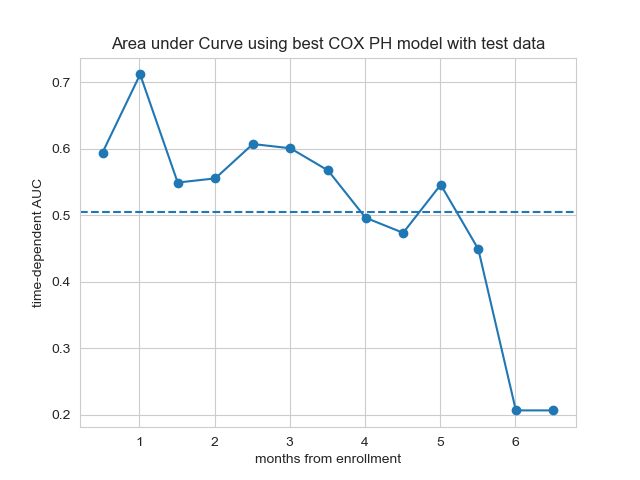 Area under Curve using best COX PH model with test data
time-dependent AUC
0.7
0.6
0.5
0.4
0.3
0.2
1 2 3 4 5 6
months from enrollment